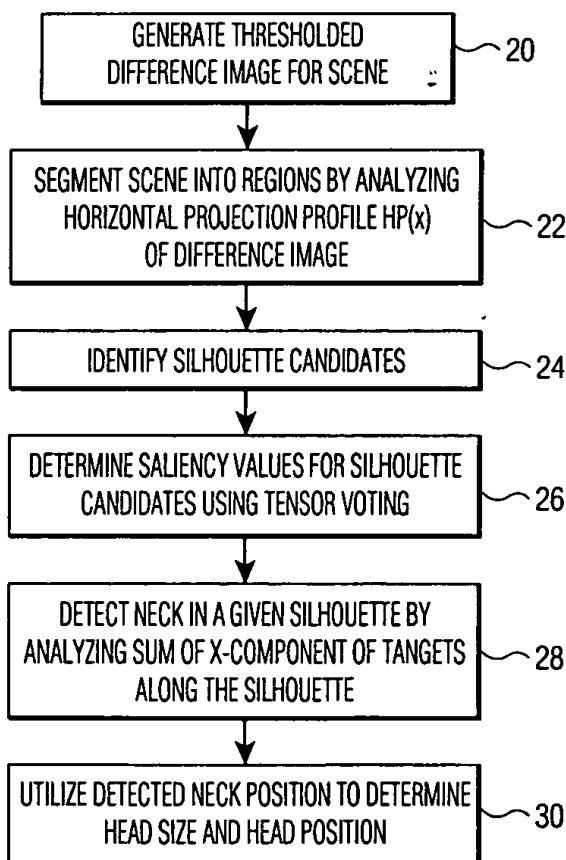 GENERATE THRESHOLDED
DIFFERENCE IMAGE FOR SCENE
20
SEGMENT SCENE INTO REGIONS BY ANALYZING
HORIZONTAL PROJECTION PROFILE HP(x)
OF DIFFERENCE IMAGE
22
IDENTIFY SILHOUETTE CANDIDATES
24
DETERMINE SALIENCY VALUES FOR SILHOUETTE
CANDIDATES USING TENSOR VOTING
26
DETECT NECK IN A GIVEN SILHOUETTE BY
ANALYZING SUM OF X-COMPONENT OF TANGETS
ALONG THE SILHOUETTE
28
UTILIZE DETECTED NECK POSITION TO DETERMINE
HEAD SIZE AND HEAD POSITION
30